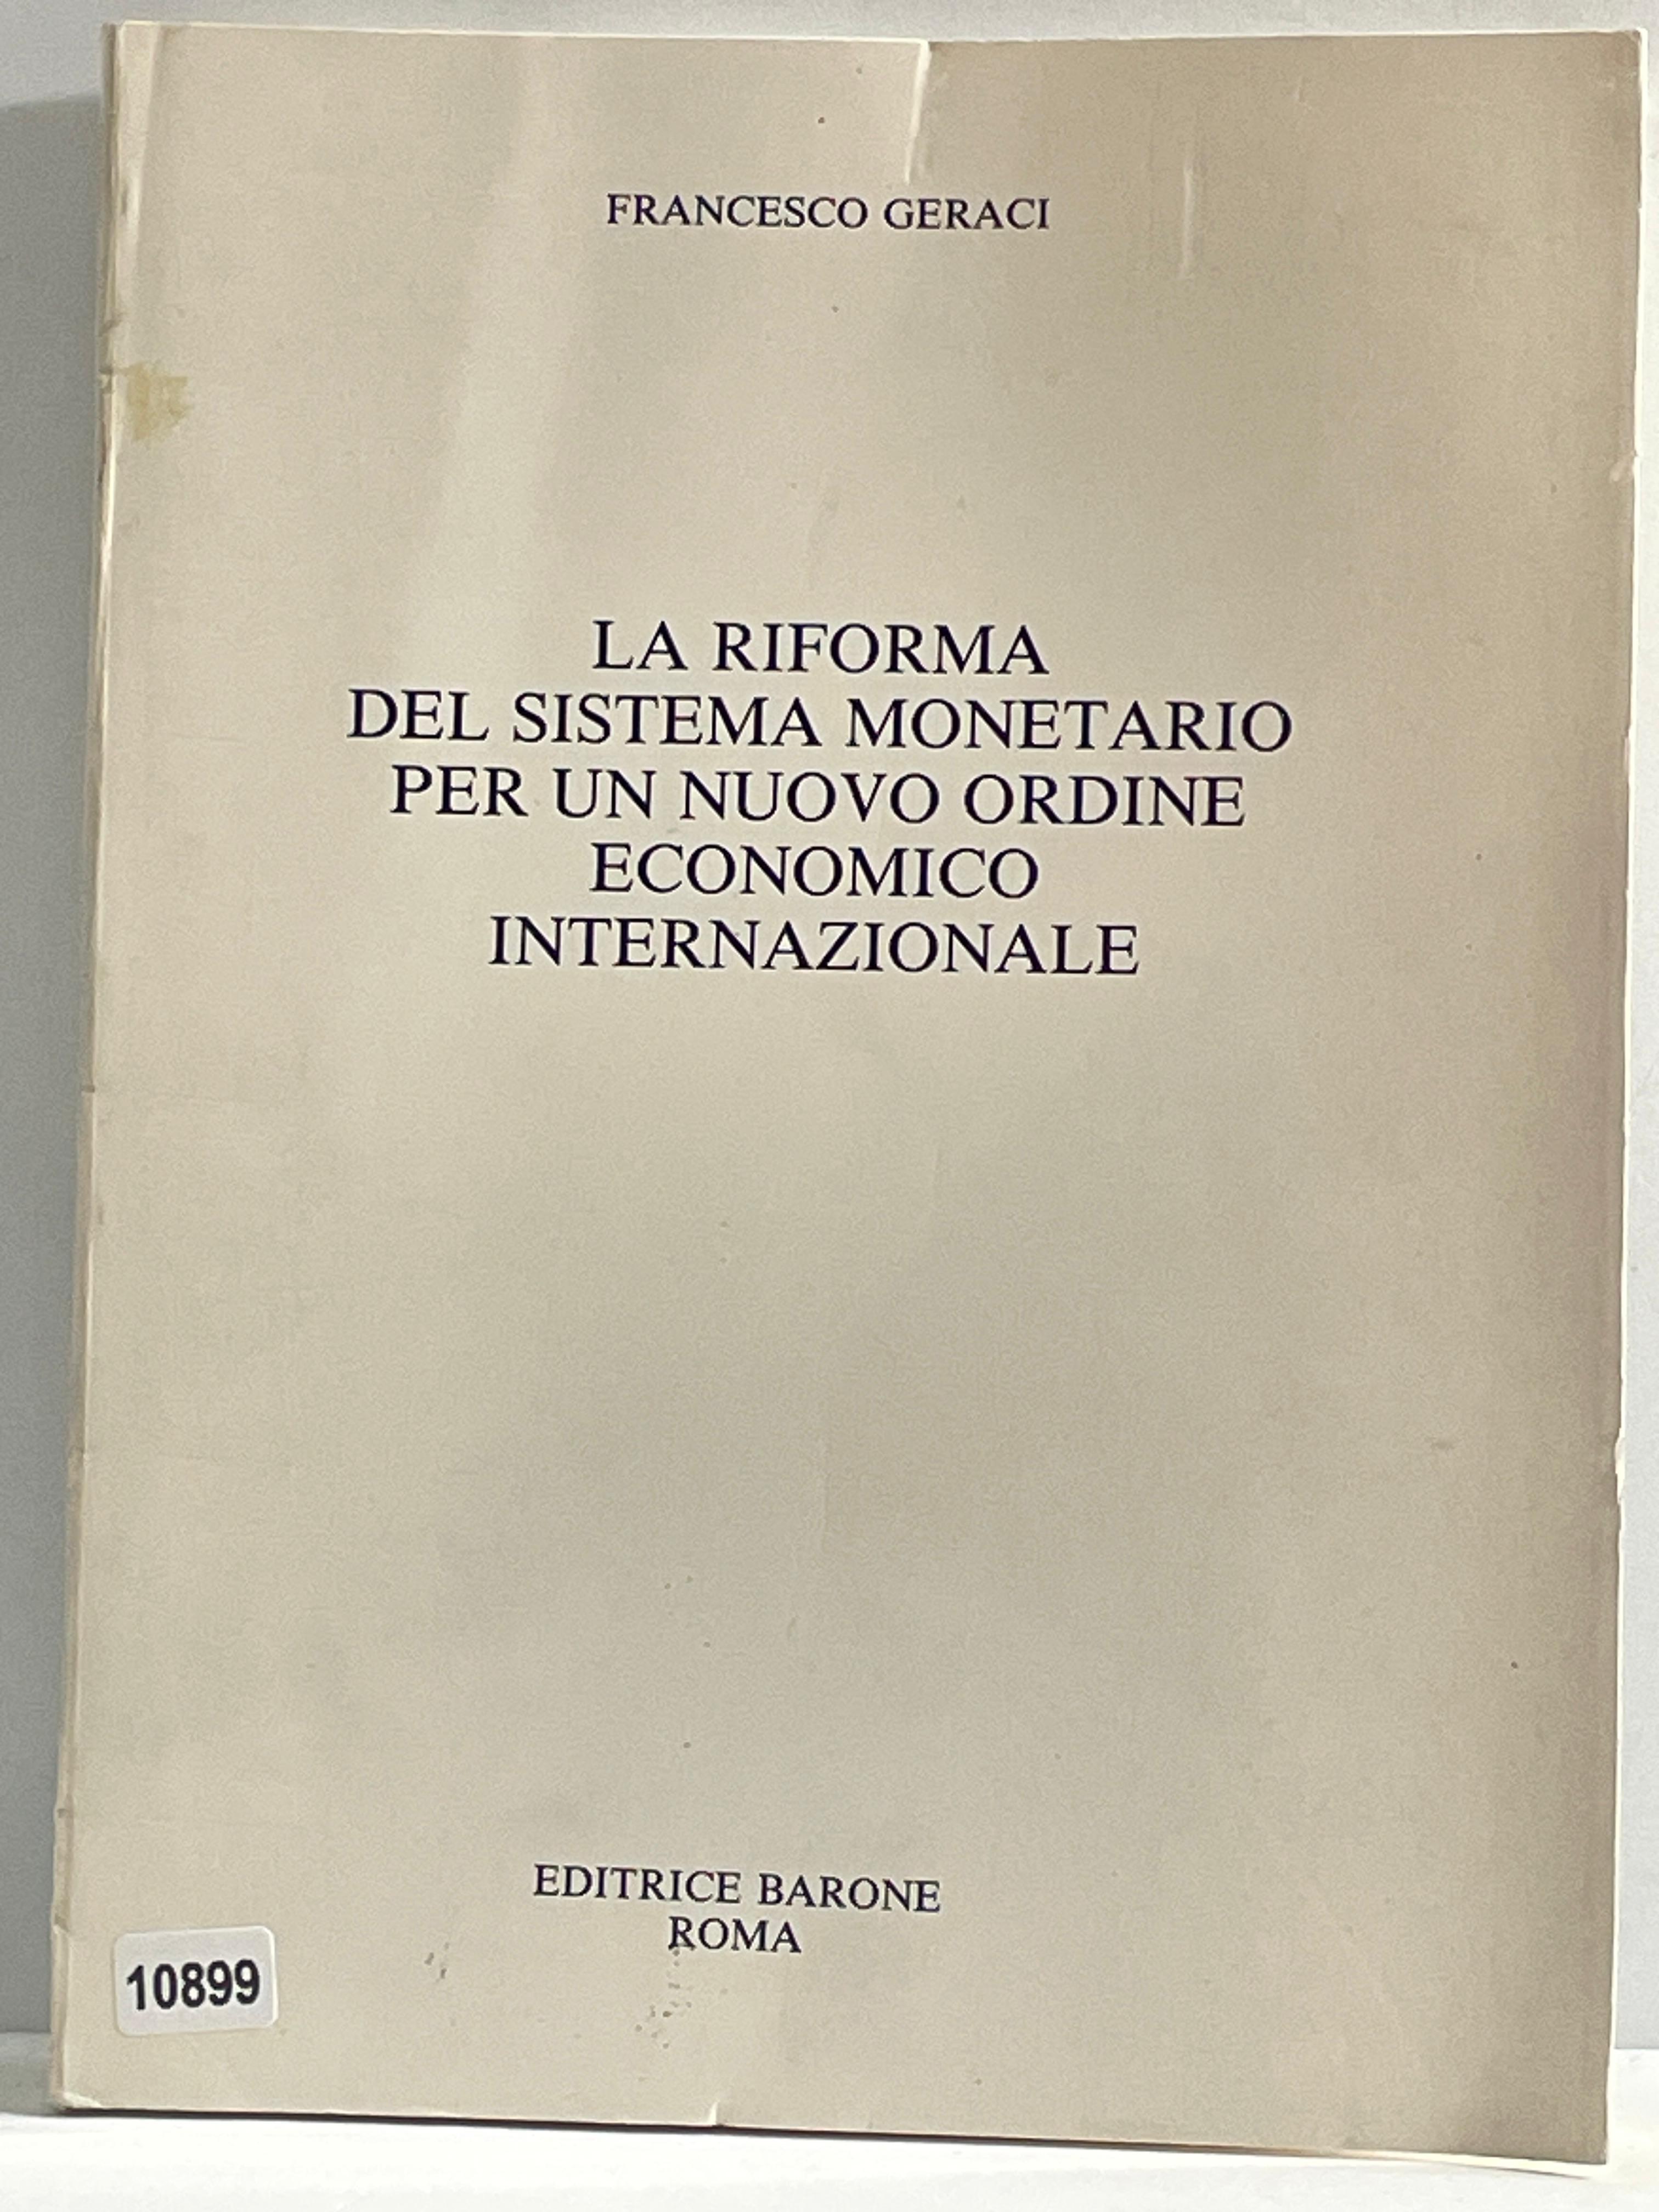 FRANCESCO GERACI
LA RIFORMA
DEL SISTEMA MONETARIO
PER UN NUOVO ORDINE
ECONOMICO
INTERNAZIONALE
EDITRICE BARONE
ROMA
10899